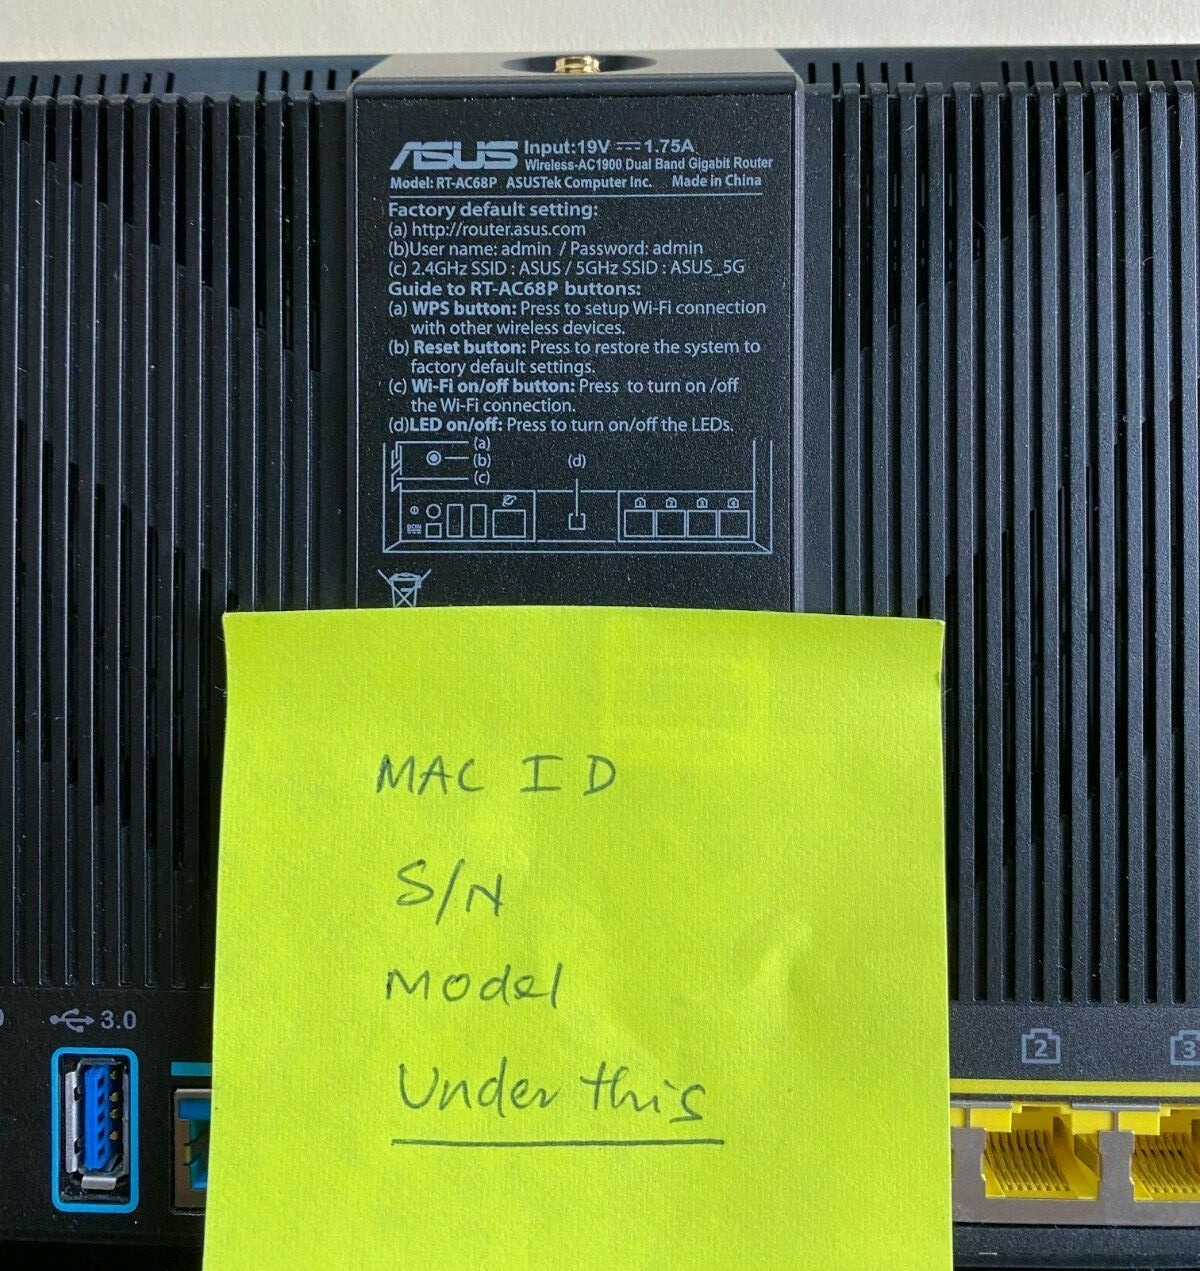 ASUS Input:19V ⎓ 1.75A
Wireless-AC1900 Dual Band Gigabit Router
Model: RT-AC68P ASUSTek Computer Inc. Made in China
Factory default setting:
(a) http://router.asus.com
(b)User name: admin / Password: admin
(c) 2.4GHz SSID : ASUS / 5GHz SSID : ASUS_5G
Guide to RT-AC68P buttons:
(a) WPS button: Press to setup Wi-Fi connection
with other wireless devices.
(b) Reset button: Press to restore the system to
factory default settings.
(c) Wi-Fi on/off button: Press to turn on /off
the Wi-Fi connection.
(d)LED on/off: Press to turn on/off the LEDs.
(a)
(b) (d)
(c)
1 2 3 4
MAC ID
S/N
Model
Under this
3.0
2 3